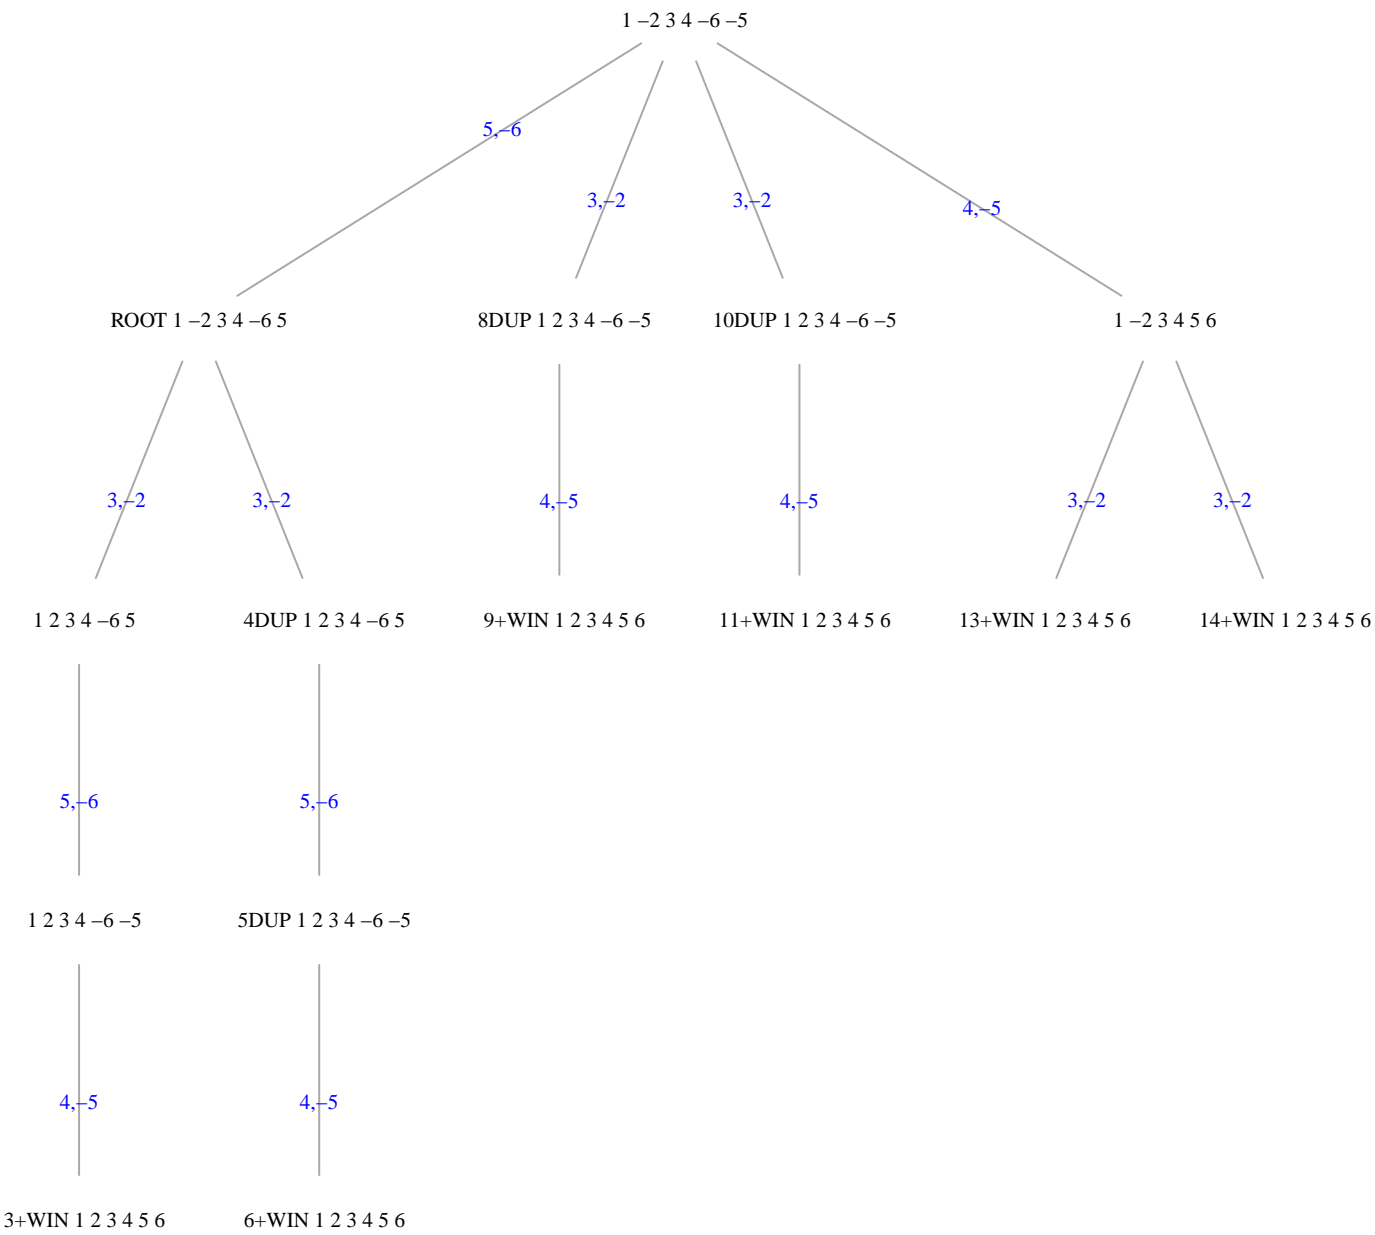 1 –2 3 4 –6 –5
5,–6
3,–2
3,–2
4,–5
ROOT 1 –2 3 4 –6 5
8DUP 1 2 3 4 –6 –5
10DUP 1 2 3 4 –6 –5
1 –2 3 4 5 6
3,–2
3,–2
4,–5
4,–5
3,–2
3,–2
1 2 3 4 –6 5
4DUP 1 2 3 4 –6 5
9+WIN 1 2 3 4 5 6
11+WIN 1 2 3 4 5 6
13+WIN 1 2 3 4 5 6
14+WIN 1 2 3 4 5 6
5,–6
5,–6
1 2 3 4 –6 –5
5DUP 1 2 3 4 –6 –5
4,–5
4,–5
3+WIN 1 2 3 4 5 6
6+WIN 1 2 3 4 5 6